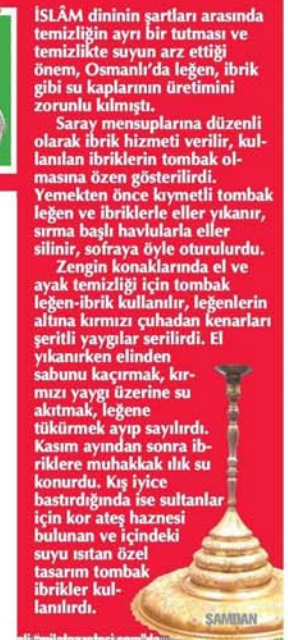 İSLÂM dininin şartları arasında
temizliğin ayrı bir tutması ve
temizlikte suyun arz ettiği
önem, Osmanlı'da leğen, ibrik
gibi su kaplarının üretimini
zorunlu kılmıştı.
Saray mensuplarına düzenli
olarak ibrik hizmeti verilir, kul-
lanılan ibriklerin tombak ol-
masına özen gösterilirdi.
Yemekten önce kıymetli tombak
leğen ve ibriklerle eller yıkanır,
sırma başlı havlularla eller
silinir, sofraya öyle oturulurdu.
Zengin konaklarında el ve
ayak temizliği için tombak
leğen-ibrik kullanılır, leğenlerin
altına kırmızı çuhadan kenarları
şeritli yaygılar serilirdi. El
yıkanırken elinden
sabunu kaçırmak, kır-
mızı yaygı üzerine su
akıtmak, leğene
tükürmek ayıp sayılırdı.
Kasım ayından sonra ib-
riklere muhakkak ılık su
konurdu. Kış iyice
bastırdığında ise sultanlar
için kor ateş haznesi
bulunan ve içindeki
suyu ısıtan özel
tasarım tombak
ibrikler kul-
lanılırdı.
ŞAMDAN